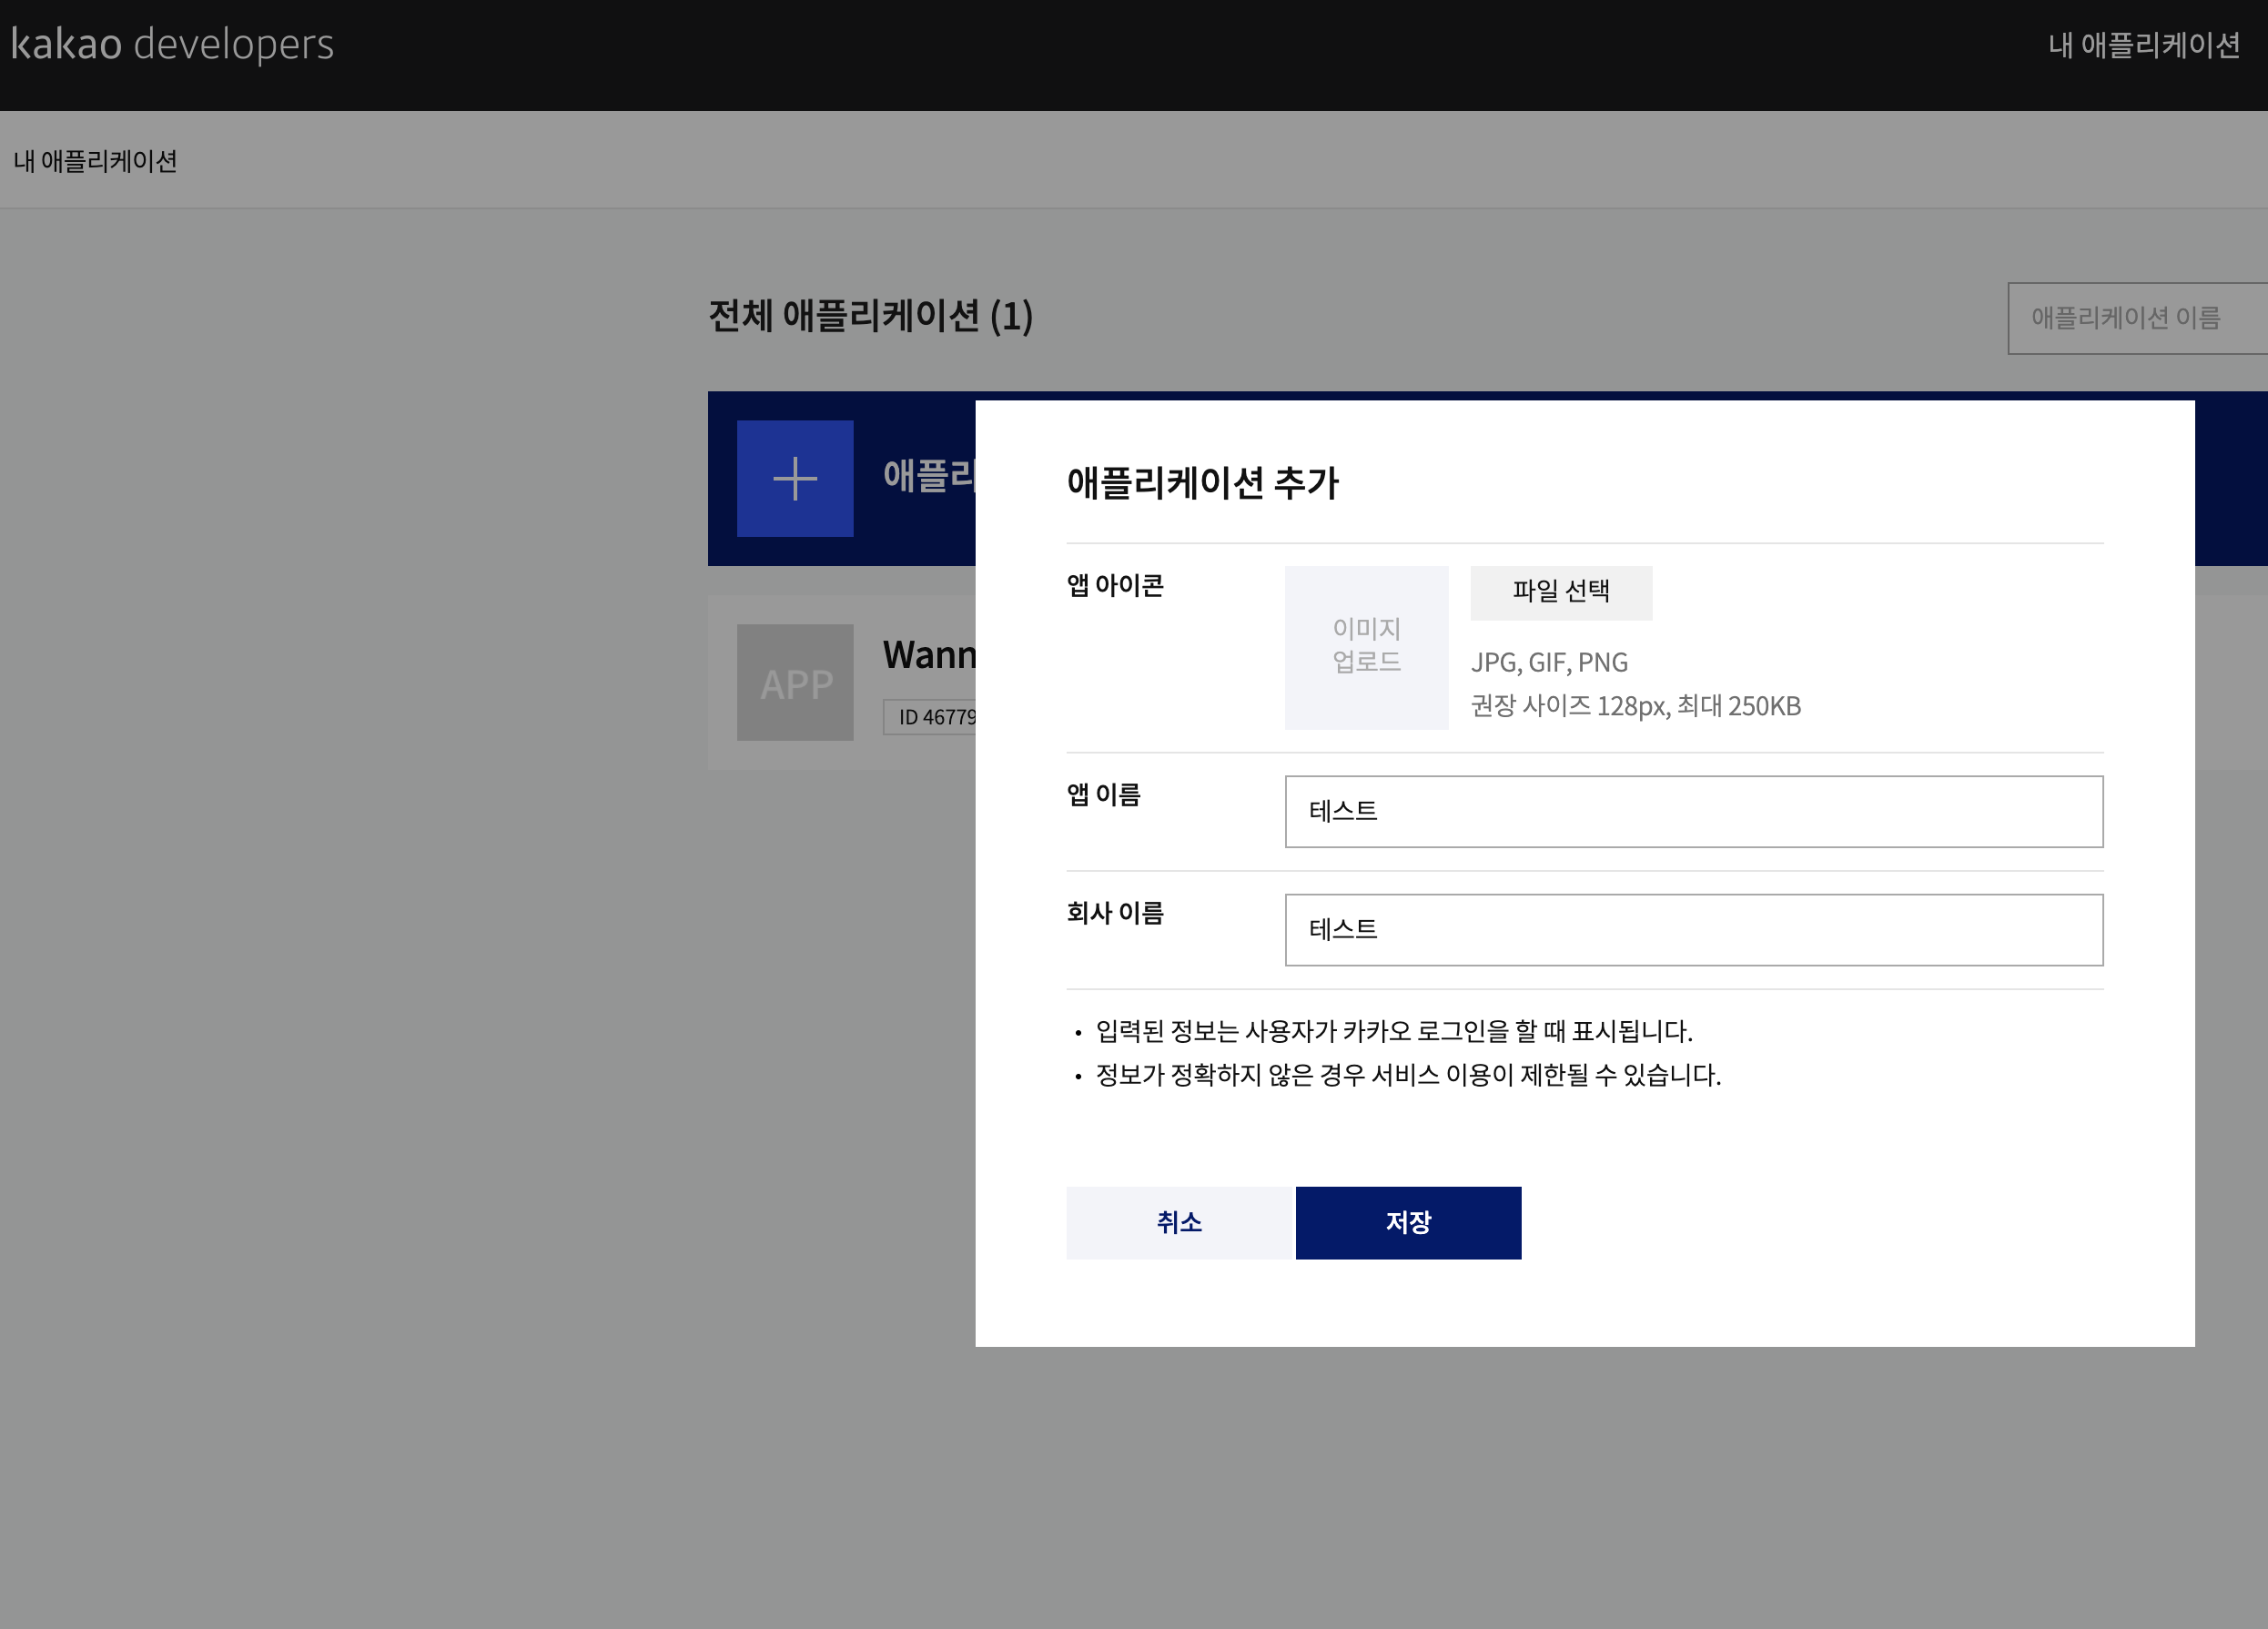 kakao developers
내 애플리케이션
내 애플리케이션
전체 애플리케이션 (1)
애플리케이션 이름
애플리
APP
Wann
ID 46779
애플리케이션 추가
앱 아이콘
이미지
업로드
파일 선택
JPG, GIF, PNG
권장 사이즈 128px, 최대 250KB
앱 이름
테스트
회사 이름
테스트
• 입력된 정보는 사용자가 카카오 로그인을 할 때 표시됩니다.
• 정보가 정확하지 않은 경우 서비스 이용이 제한될 수 있습니다.
취소
저장